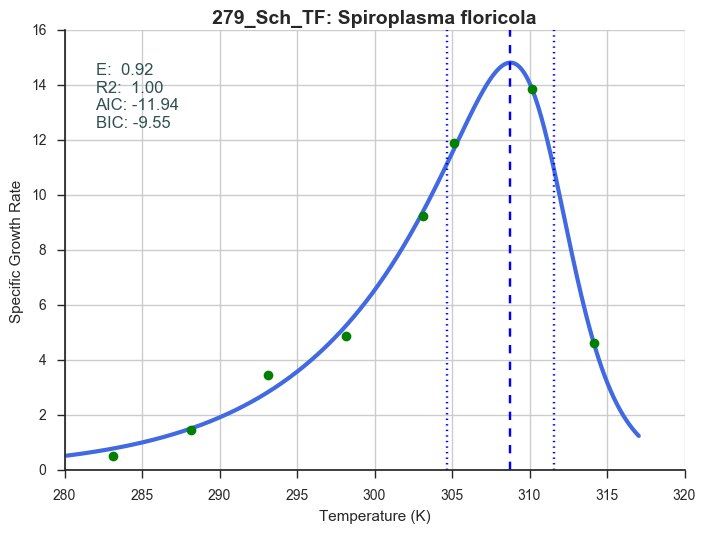 279_Sch_TF: Spiroplasma floricola
E:  0.92
R2:  1.00
AIC: -11.94
BIC: -9.55
Specific Growth Rate
16
14
12
10
8
6
4
2
0
280 285 290 295 300 305 310 315 320
Temperature (K)